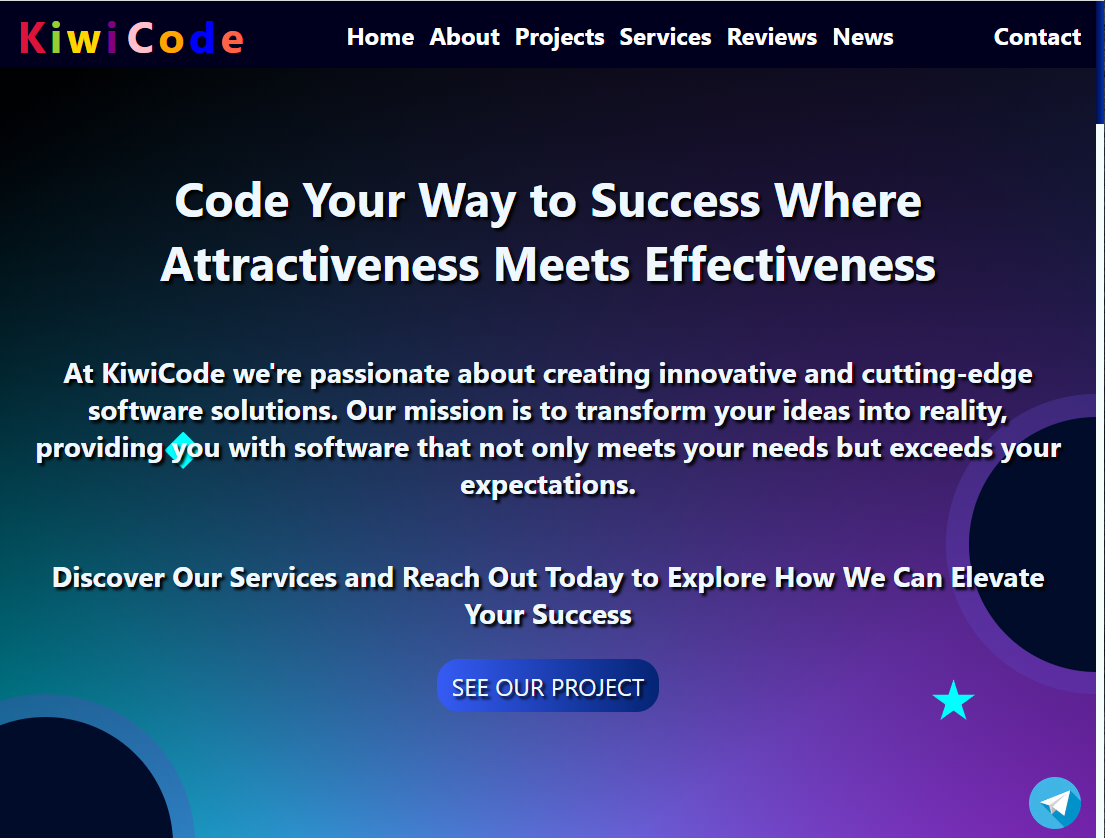 KiwiCode
Home About Projects Services Reviews News Contact
Code Your Way to Success Where
Attractiveness Meets Effectiveness
At KiwiCode we're passionate about creating innovative and cutting-edge
software solutions. Our mission is to transform your ideas into reality,
providing you with software that not only meets your needs but exceeds your
expectations.
Discover Our Services and Reach Out Today to Explore How We Can Elevate
Your Success
SEE OUR PROJECT